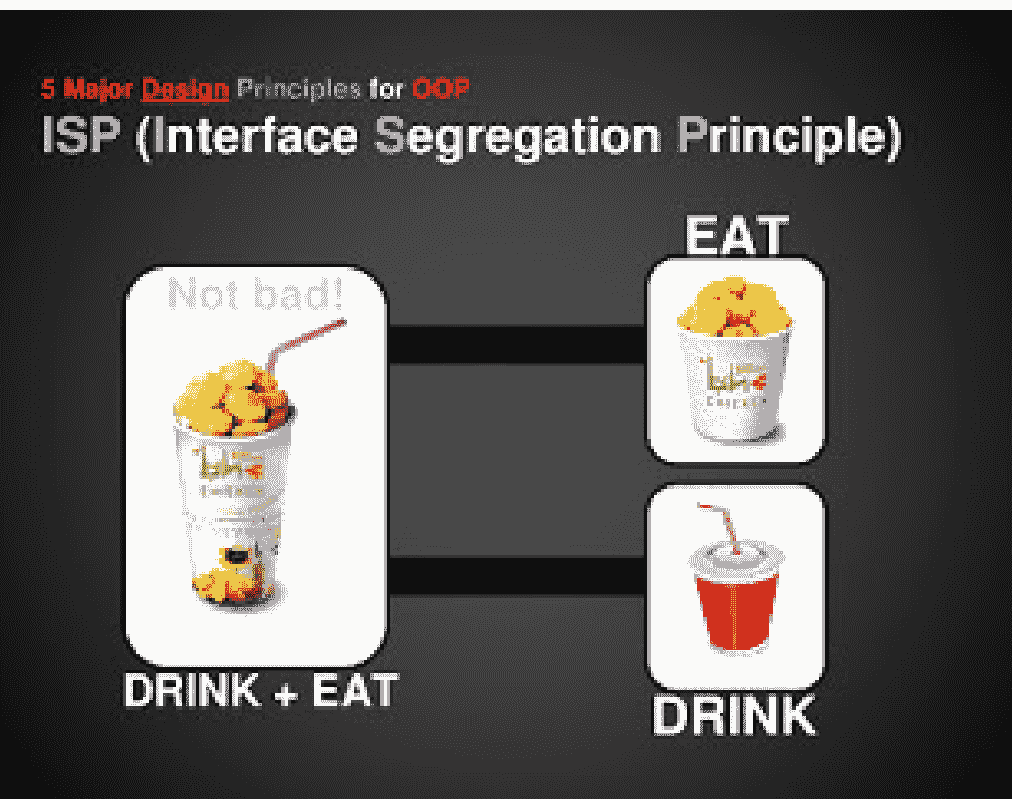 5 Major Design Principles for OOP
ISP (Interface Segregation Principle)
EAT
Not bad!
DRINK + EAT
DRINK